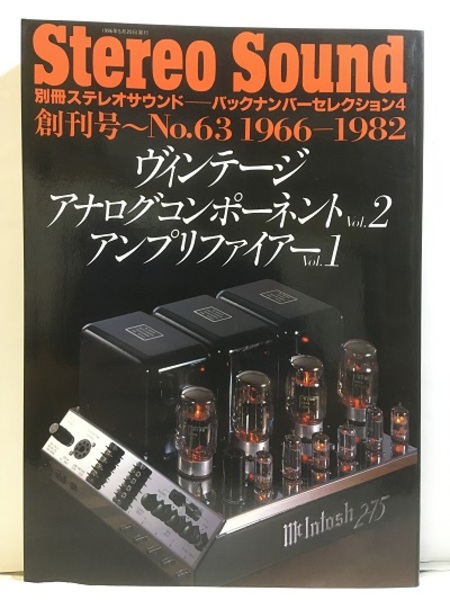 1996年5月20日発行
Stereo Sound
別冊ステレオサウンド──バックナンバーセレクション4
創刊号〜No.63 1966−1982
ヴィンテージ
アナログコンポーネントVol.2
アンプリファイアーVol.1
McIntosh 275